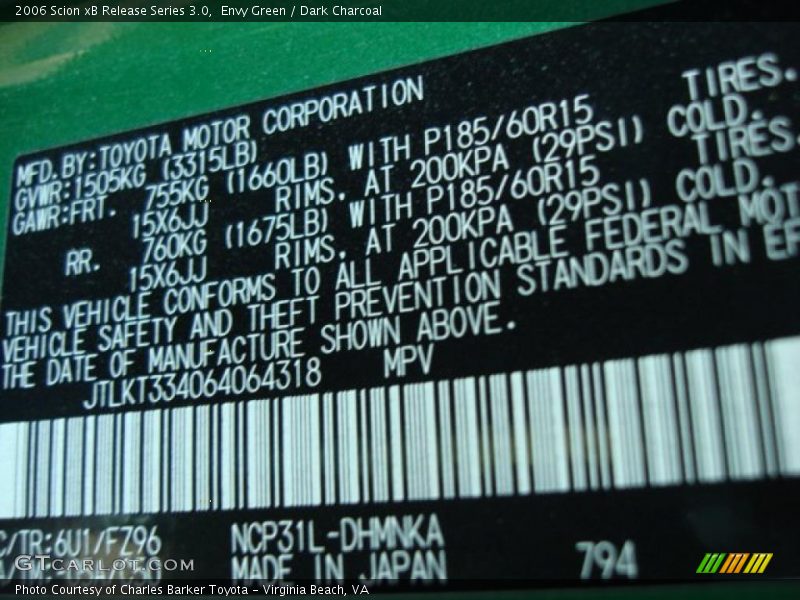 2006 Scion xB Release Series 3.0, Envy Green / Dark Charcoal
MFD.BY:TOYOTA MOTOR CORPORATION
GVWR:1505KG (3315LB)
GAWR:FRT. 755KG (1660LB) WITH P185/60R15 TIRES.
15X6JJ RIMS. AT 200KPA (29PSI) COLD.
RR. 760KG (1675LB) WITH P185/60R15 TIRES.
15X6JJ RIMS. AT 200KPA (29PSI) COLD.
THIS VEHICLE CONFORMS TO ALL APPLICABLE FEDERAL MOT
VEHICLE SAFETY AND THEFT PREVENTION STANDARDS IN EF
THE DATE OF MANUFACTURE SHOWN ABOVE.
JTLKT334064064318 MPV
C/TR:6U1/FZ96 NCP31L-DHMNKA
MADE IN JAPAN 794
GTCARLOT.COM
Photo Courtesy of Charles Barker Toyota - Virginia Beach, VA